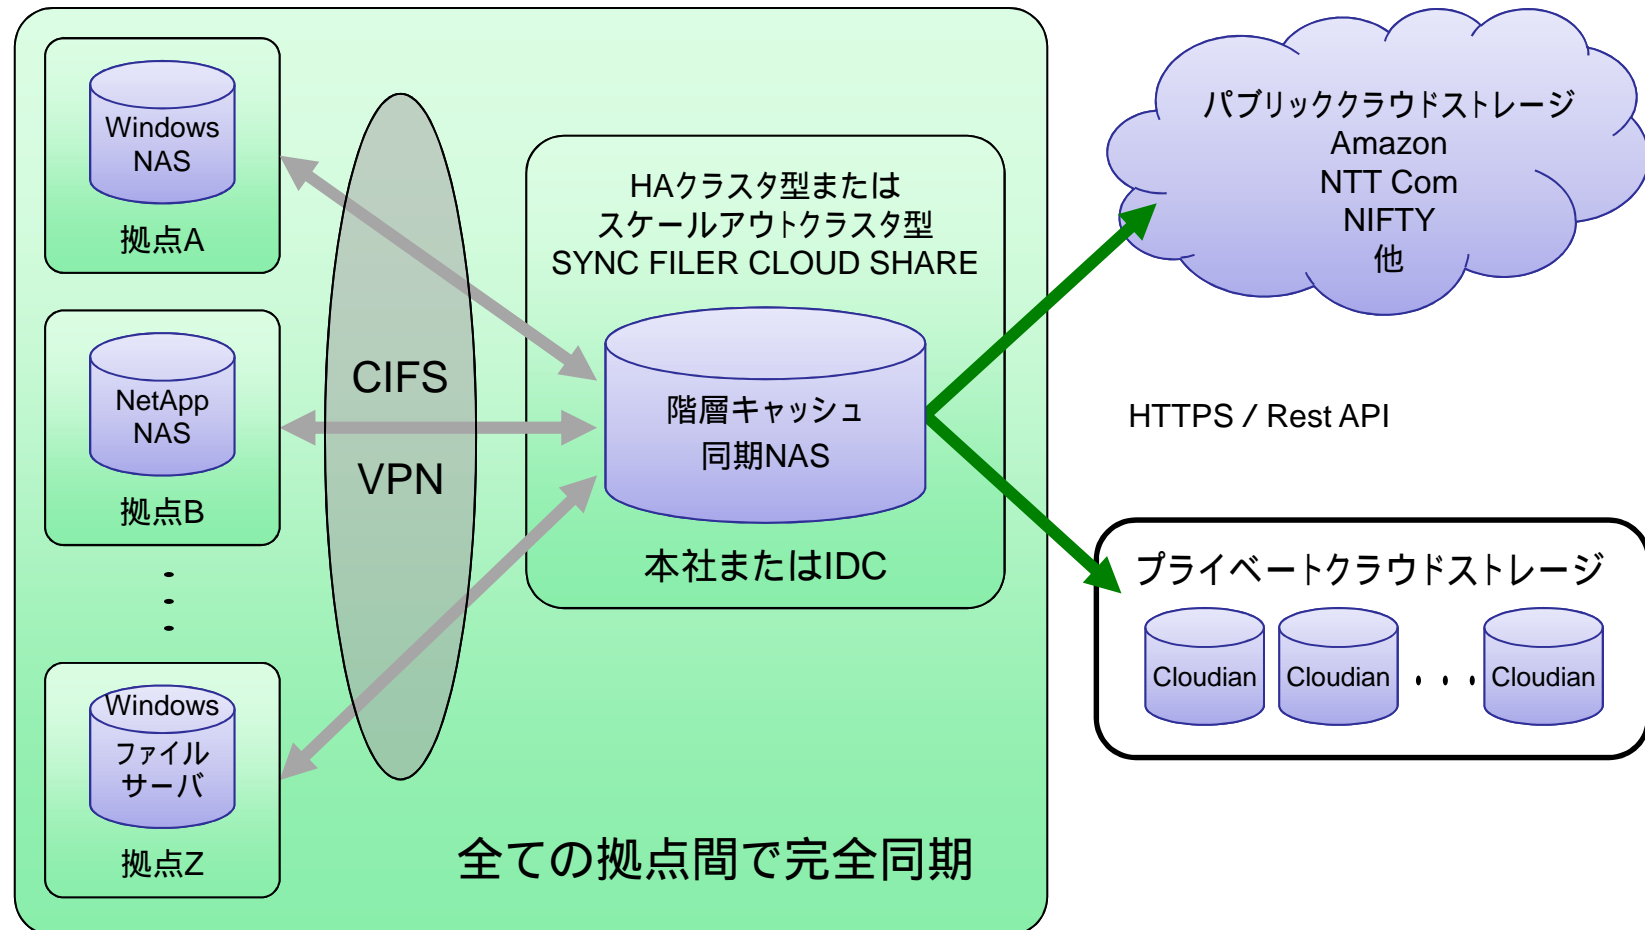 Windows
NAS
拠点A
NetApp
NAS
拠点B
・
・
・
Windows
ファイル
サーバ
拠点Z
CIFS
VPN
HAクラスタ型または
スケールアウトクラスタ型
SYNC FILER CLOUD SHARE
階層キャッシュ
同期NAS
本社またはIDC
全ての拠点間で完全同期
パブリッククラウドストレージ
Amazon
NTT Com
NIFTY
他
HTTPS / Rest API
プライベートクラウドストレージ
Cloudian Cloudian ・・・ Cloudian